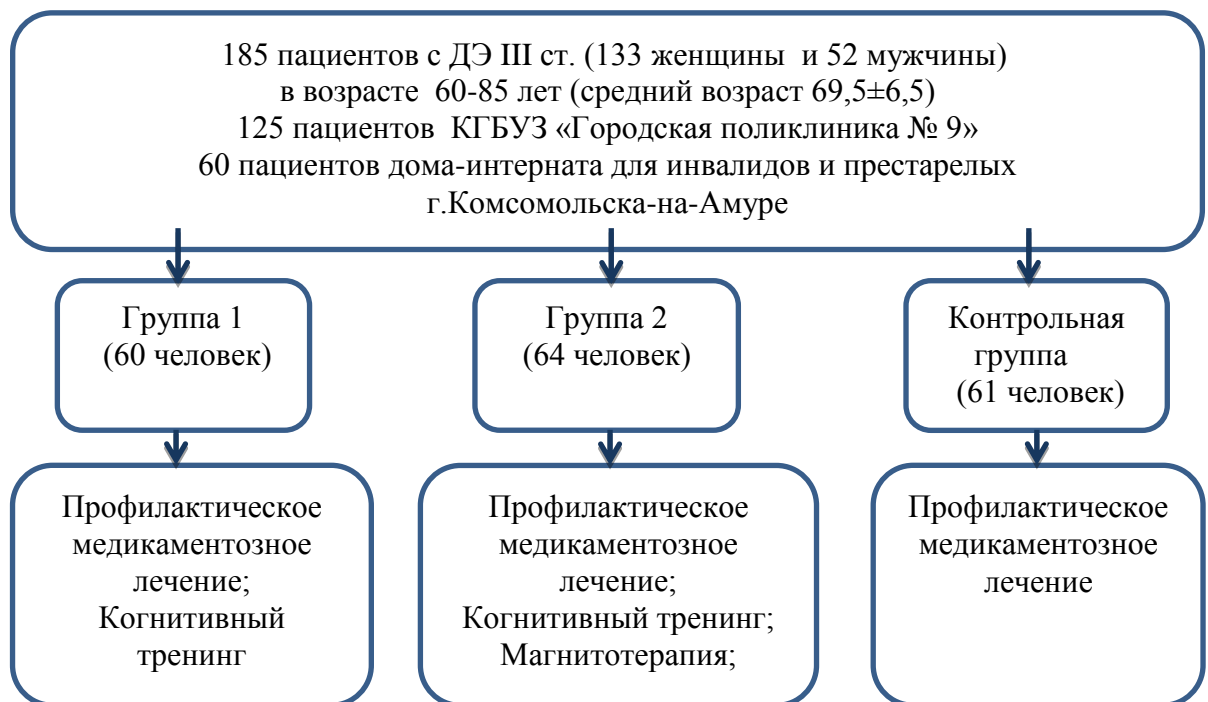 185 пациентов с ДЭ III ст. (133 женщины и 52 мужчины)
в возрасте 60-85 лет (средний возраст 69,5±6,5)
125 пациентов КГБУЗ «Городская поликлиника № 9»
60 пациентов дома-интерната для инвалидов и престарелых
г.Комсомольска-на-Амуре
Группа 1
(60 человек)
Группа 2
(64 человек)
Контрольная
группа
(61 человек)
Профилактическое
медикаментозное
лечение;
Когнитивный
тренинг
Профилактическое
медикаментозное
лечение;
Когнитивный тренинг;
Магнитотерапия;
Профилактическое
медикаментозное
лечение